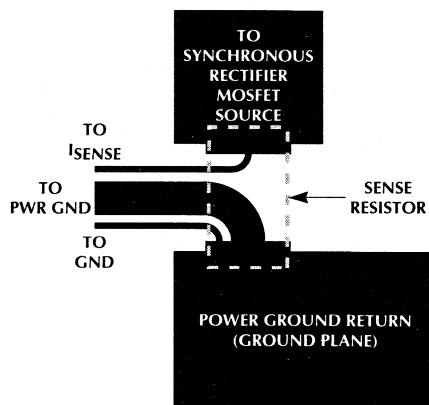 TO
SYNCHRONOUS
RECTIFIER
MOSFET
SOURCE
TO
ISENSE
TO
PWR GND
TO
GND
SENSE
RESISTOR
POWER GROUND RETURN
(GROUND PLANE)